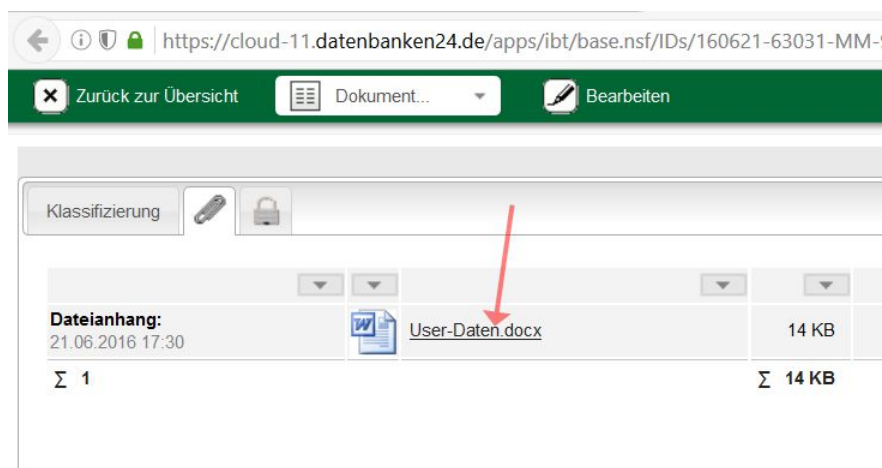 https://cloud-11.datenbanken24.de/apps/ibt/base.nsf/IDs/160621-63031-MM-
Zurück zur Übersicht Dokument... Bearbeiten
Klassifizierung
Dateianhang:
21.06.2016 17:30
User-Daten.docx 14 KB
Σ 1 Σ 14 KB